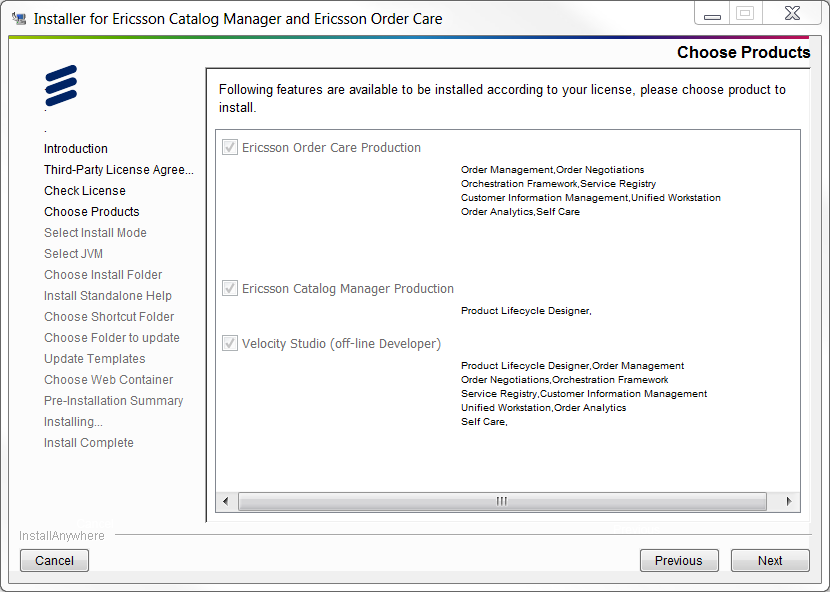 Installer for Ericsson Catalog Manager and Ericsson Order Care
Choose Products
.
.
Introduction
Third-Party License Agree...
Check License
Choose Products
Select Install Mode
Select JVM
Choose Install Folder
Install Standalone Help
Choose Shortcut Folder
Choose Folder to update
Update Templates
Choose Web Container
Pre-Installation Summary
Installing...
Install Complete
Following features are available to be installed according to your license, please choose product to
install.
Ericsson Order Care Production
Order Management,Order Negotiations
Orchestration Framework,Service Registry
Customer Information Management,Unified Workstation
Order Analytics,Self Care
Ericsson Catalog Manager Production
Product Lifecycle Designer,
Velocity Studio (off-line Developer)
Product Lifecycle Designer,Order Management
Order Negotiations,Orchestration Framework
Service Registry,Customer Information Management
Unified Workstation,Order Analytics
Self Care,
InstallAnywhere
Cancel
Previous
Next